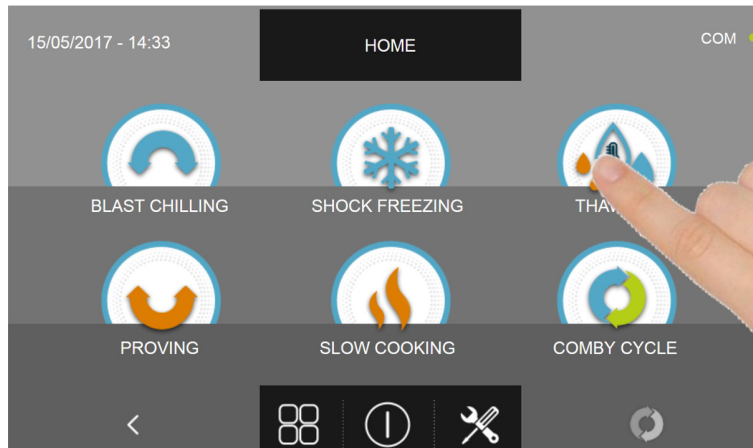 15/05/2017 - 14:33
HOME
COM
BLAST CHILLING
SHOCK FREEZING
PROVING
SLOW COOKING
COMBY CYCLE